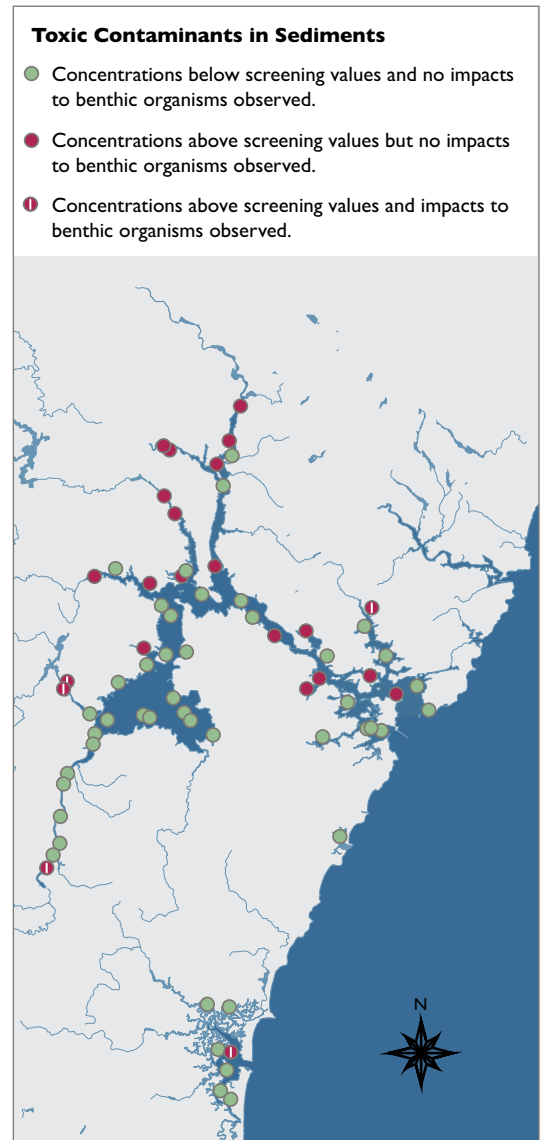 Toxic Contaminants in Sediments
Concentrations below screening values and no impacts
to benthic organisms observed.
Concentrations above screening values but no impacts
to benthic organisms observed.
Concentrations above screening values and impacts to
benthic organisms observed.
N